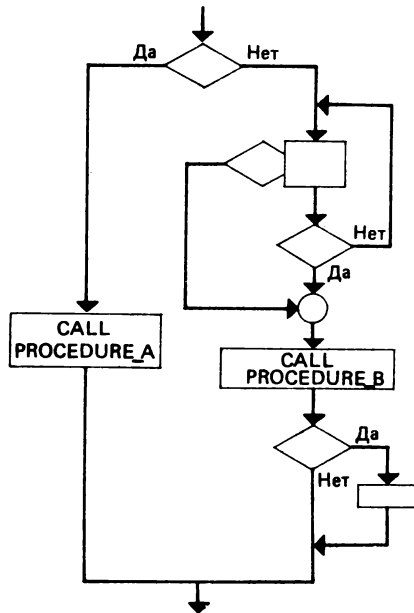 Да
Нет
Нет
Да
CALL
PROCEDURE_A
CALL
PROCEDURE_B
Да
Нет